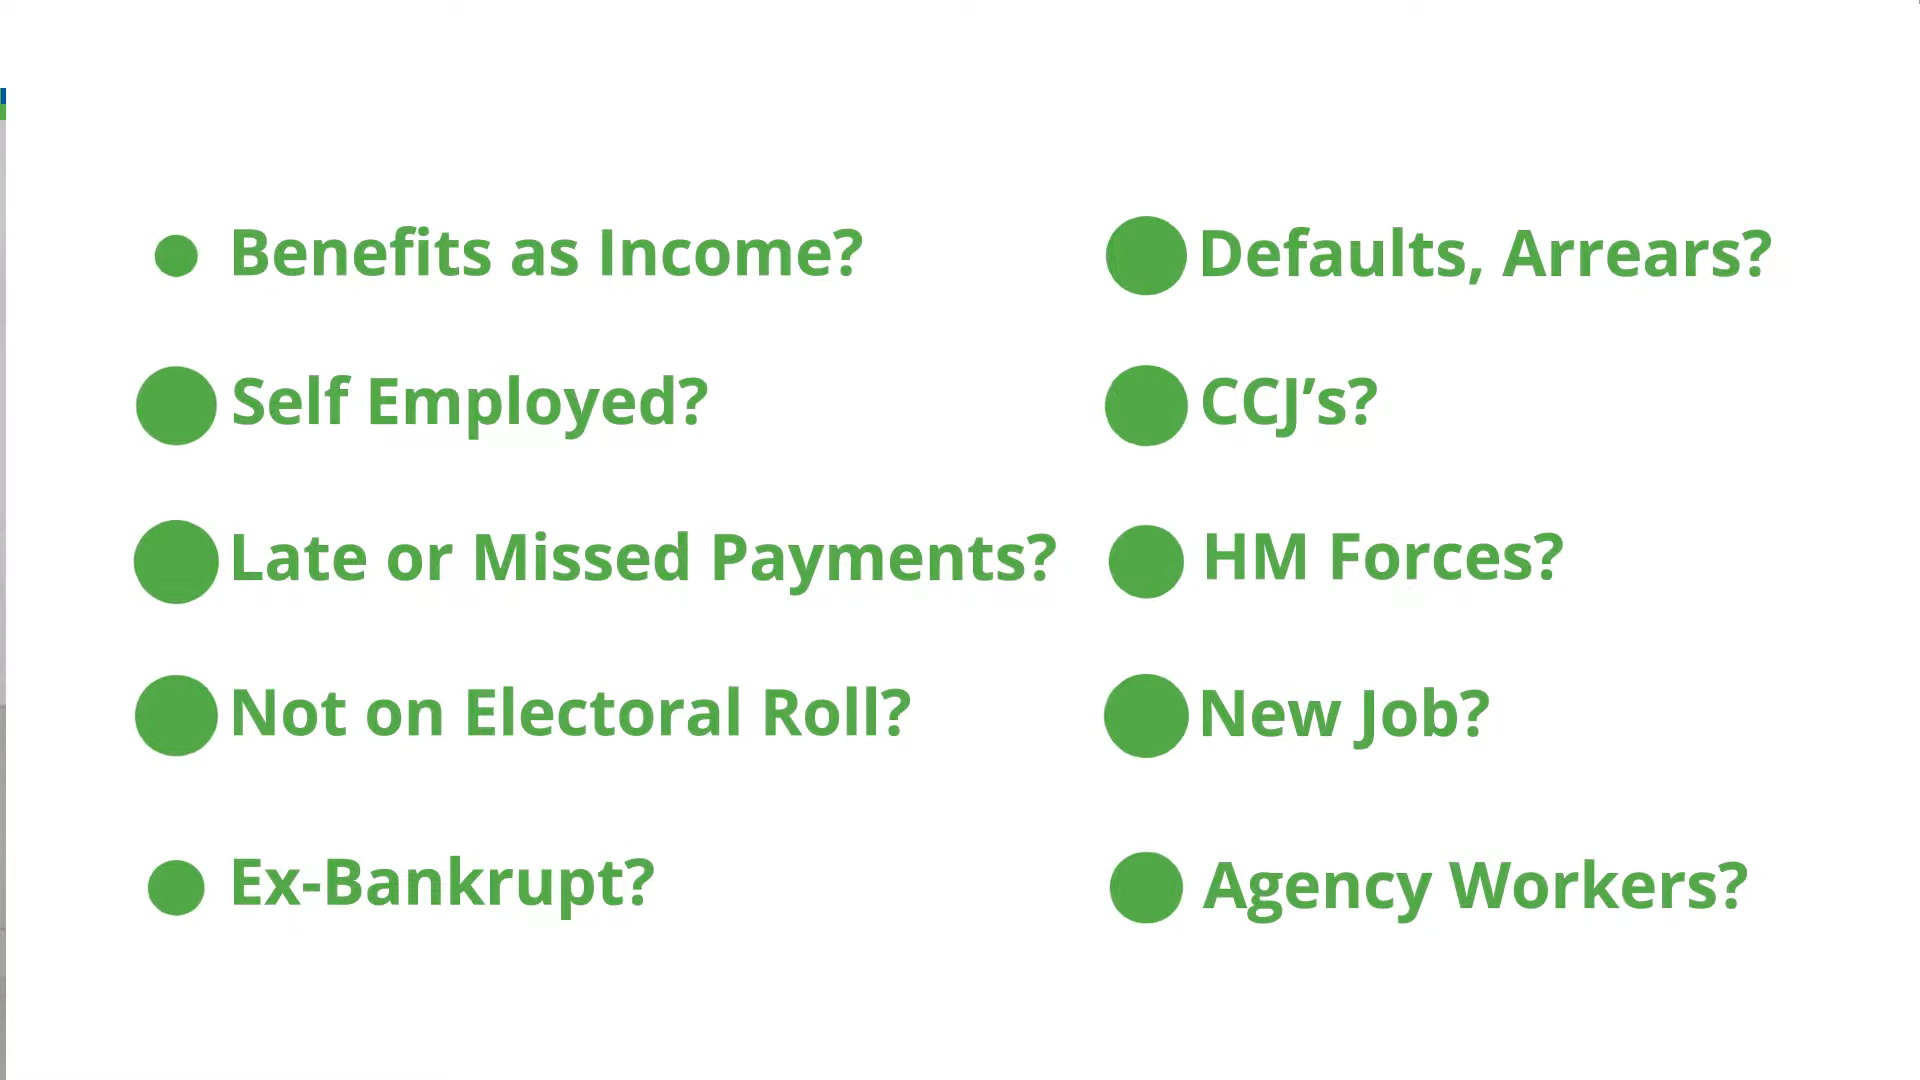 Benefits as Income?
Self Employed?
Late or Missed Payments?
Not on Electoral Roll?
Ex-Bankrupt?
Defaults, Arrears?
CCJ’s?
HM Forces?
New Job?
Agency Workers?